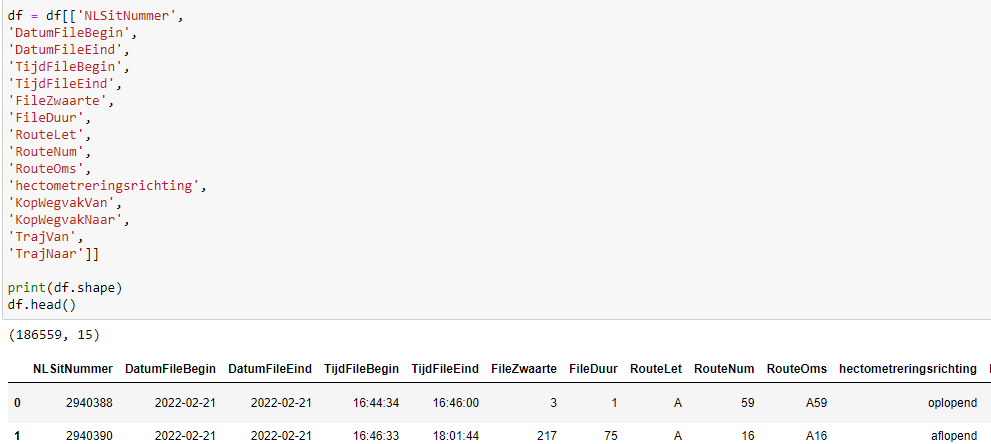 df = df[['NLSitNummer',
'DatumFileBegin',
'DatumFileEind',
'TijdFileBegin',
'TijdFileEind',
'FileZwaarte',
'FileDuur',
'RouteLet',
'RouteNum',
'RouteOms',
'hectometreringsrichting',
'KopWegvakVan',
'KopWegvakNaar',
'TrajVan',
'TrajNaar']]
print(df.shape)
df.head()
(186559, 15)
NLSitNummer DatumFileBegin DatumFileEind TijdFileBegin TijdFileEind FileZwaarte FileDuur RouteLet RouteNum RouteOms hectometreringsrichting
0 2940388 2022-02-21 2022-02-21 16:44:34 16:46:00 3 1 A 59 A59 oplopend
1 2940390 2022-02-21 2022-02-21 16:46:33 18:01:44 217 75 A 16 A16 aflopend